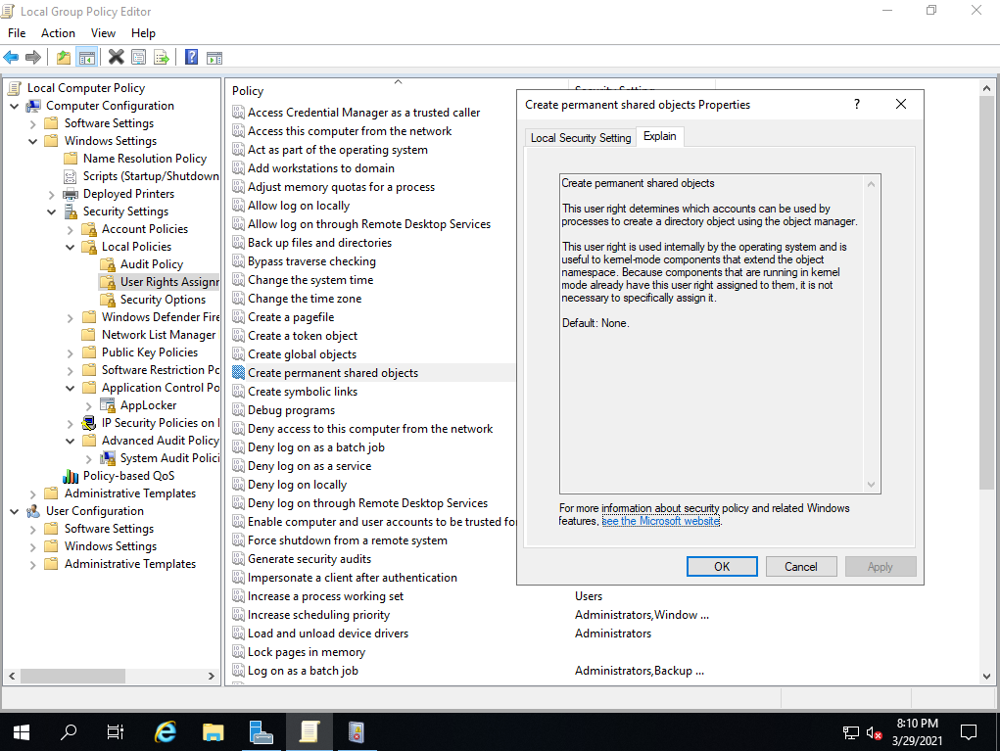 Local Group Policy Editor
File Action View Help
Local Computer Policy
Computer Configuration
Software Settings
Windows Settings
Name Resolution Policy
Scripts (Startup/Shutdown
Deployed Printers
Security Settings
Account Policies
Local Policies
Audit Policy
User Rights Assignr
Security Options
Windows Defender Fire
Network List Manager
Public Key Policies
Software Restriction Po
Application Control Po
AppLocker
IP Security Policies on
Advanced Audit Policy
System Audit Polici
Policy-based QoS
Administrative Templates
User Configuration
Software Settings
Windows Settings
Administrative Templates
Policy
Access Credential Manager as a trusted caller
Access this computer from the network
Act as part of the operating system
Add workstations to domain
Adjust memory quotas for a process
Allow log on locally
Allow log on through Remote Desktop Services
Back up files and directories
Bypass traverse checking
Change the system time
Change the time zone
Create a pagefile
Create a token object
Create global objects
Create permanent shared objects
Create symbolic links
Debug programs
Deny access to this computer from the network
Deny log on as a batch job
Deny log on as a service
Deny log on locally
Deny log on through Remote Desktop Services
Enable computer and user accounts to be trusted for
Force shutdown from a remote system
Generate security audits
Impersonate a client after authentication
Increase a process working set Users
Increase scheduling priority Administrators,Window ...
Load and unload device drivers Administrators
Lock pages in memory
Log on as a batch job Administrators,Backup ...
Create permanent shared objects Properties ?
Local Security Setting Explain
Create permanent shared objects
This user right determines which accounts can be used by
processes to create a directory object using the object manager.
This user right is used internally by the operating system and is
useful to kernel-mode components that extend the object
namespace. Because components that are running in kernel
mode already have this user right assigned to them, it is not
necessary to specifically assign it.
Default: None.
For more information about security policy and related Windows
features, see the Microsoft website.
OK Cancel Apply
8:10 PM
3/29/2021